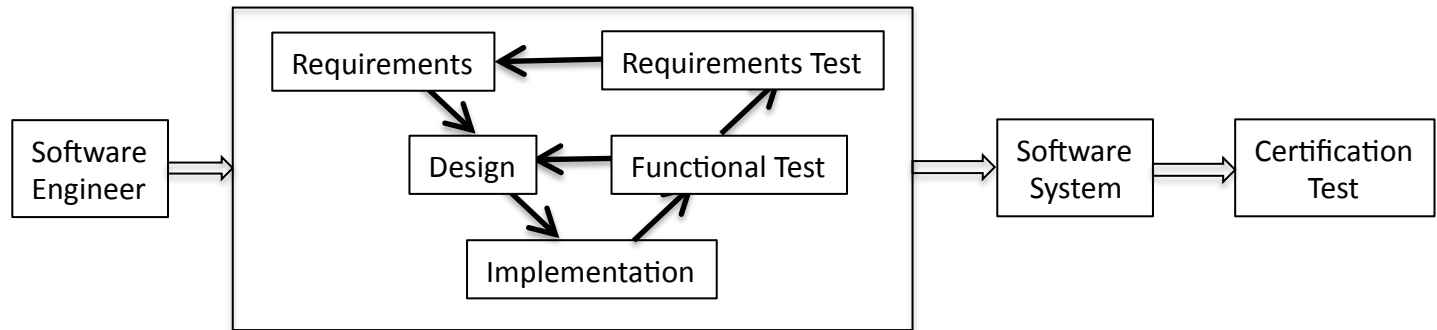 Software
Engineer
Requirements
Requirements Test
Design
Functional Test
Implementation
Software
System
Certification
Test